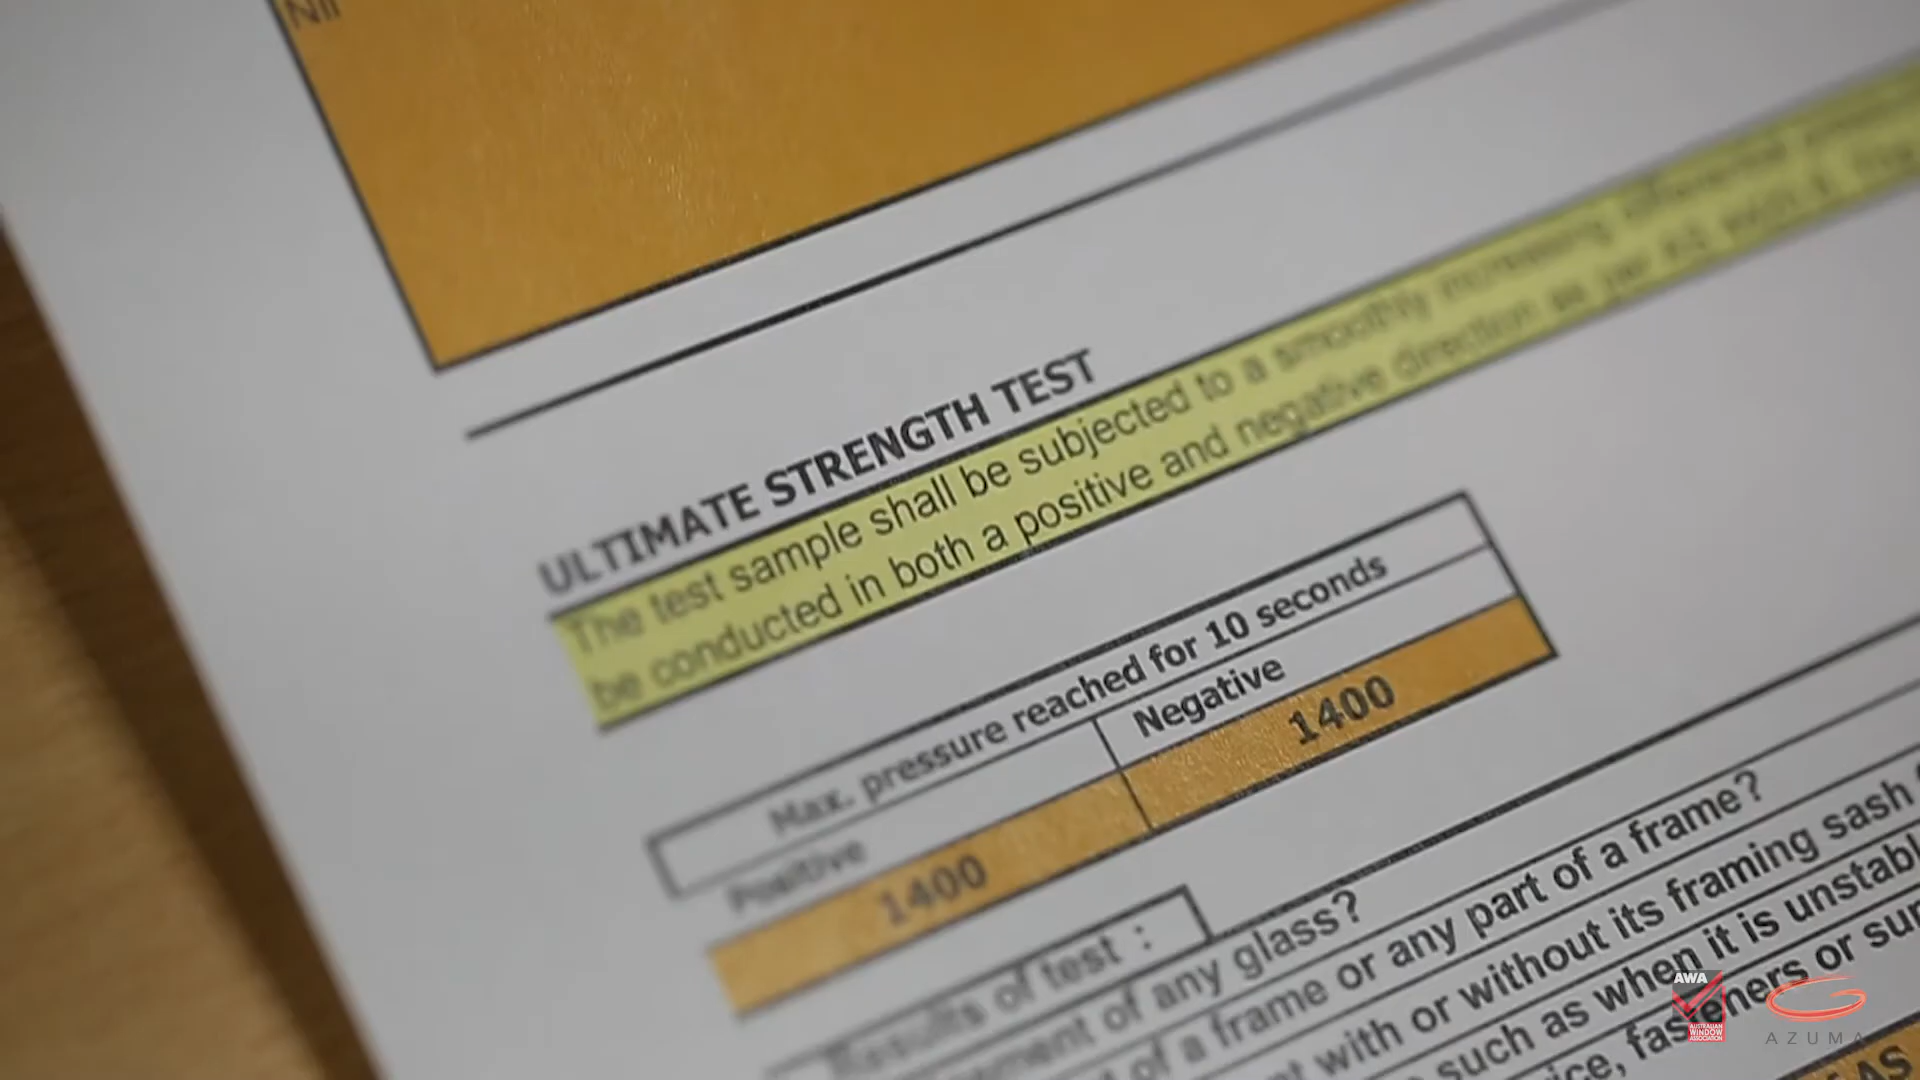 Nil
ULTIMATE STRENGTH TEST
The test sample shall be subjected to a smoothly increasing
be conducted in both a positive and negative direction as per
Max. pressure reached for 10 seconds
Positive Negative
1400 1400
Results of test :
of any glass?
of a frame or any part of a frame?
with or without its framing sash
such as when it is
fasteners or
AS
AWA
AUSTRALIAN
WINDOW
ASSOCIATION
AZUMA